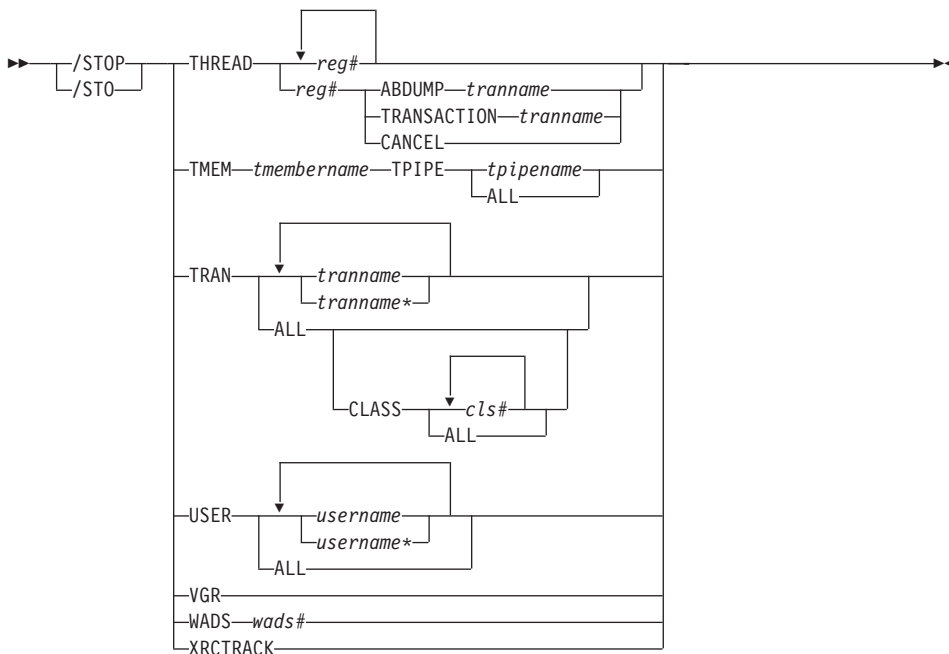 /STOP THREAD reg#
/STO reg# ABDUMP tranname
TRANSACTION tranname
CANCEL
TMEM tmembername TPIPE tpipename
ALL
TRAN tranname
tranname*
ALL
CLASS cls#
ALL
USER username
username*
ALL
VGR
WADS wads#
XRCTRACK